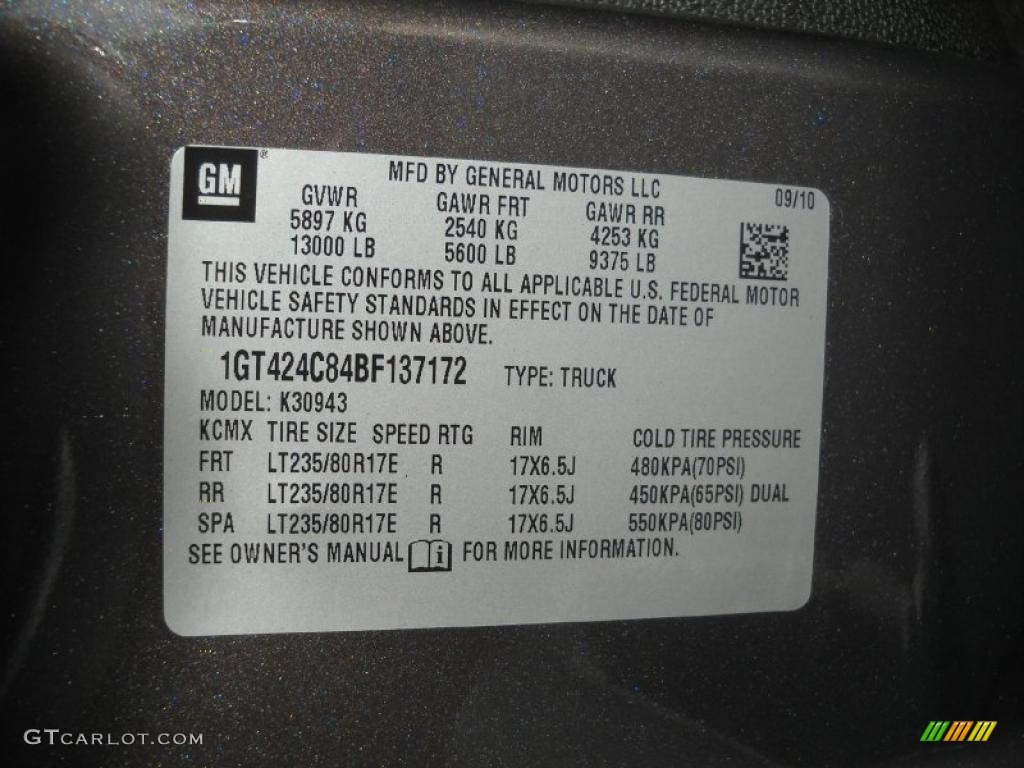 GM
MFD BY GENERAL MOTORS LLC
09/10
GVWR GAWR FRT GAWR RR
5897 KG 2540 KG 4253 KG
13000 LB 5600 LB 9375 LB
THIS VEHICLE CONFORMS TO ALL APPLICABLE U.S. FEDERAL MOTOR
VEHICLE SAFETY STANDARDS IN EFFECT ON THE DATE OF
MANUFACTURE SHOWN ABOVE.
1GT424C84BF137172 TYPE: TRUCK
MODEL: K30943
KCMX TIRE SIZE SPEED RTG RIM COLD TIRE PRESSURE
FRT LT235/80R17E R 17X6.5J 480KPA(70PSI)
RR LT235/80R17E R 17X6.5J 450KPA(65PSI) DUAL
SPA LT235/80R17E R 17X6.5J 550KPA(80PSI)
SEE OWNER'S MANUAL i FOR MORE INFORMATION.
GTCARLOT.COM